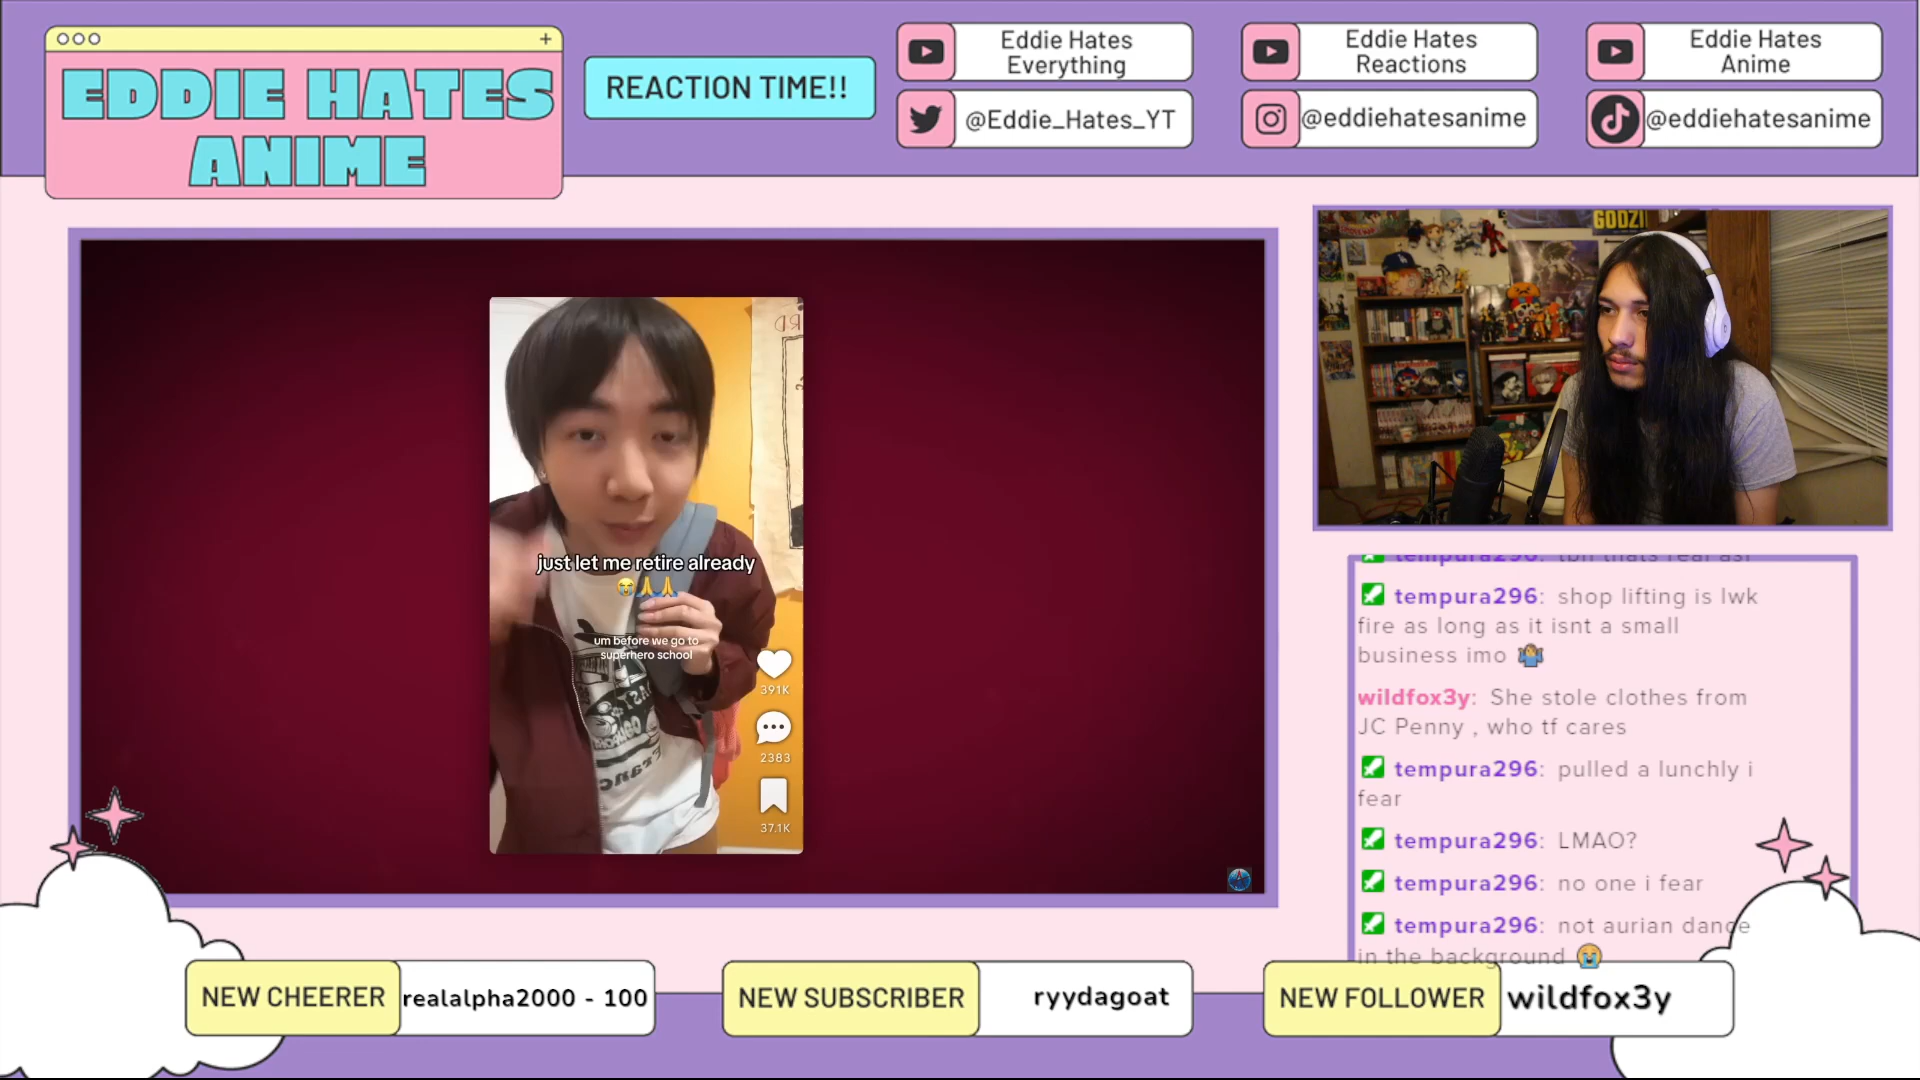 EDDIE HATES
ANIME
REACTION TIME!!
Eddie Hates
Everything
Eddie Hates
Reactions
Eddie Hates
Anime
@Eddie_Hates_YT
@eddiehatesanime
@eddiehatesanime
GODZI
just let me retire already
😭🙏🙏
um before we go to
superhero school
391K
2383
37.1K
tempura296: shop lifting is lwk
fire as long as it isnt a small
business imo 🤷
wildfox3y: She stole clothes from
JC Penny , who tf cares
tempura296: pulled a lunchly i
fear
tempura296: LMAO?
tempura296: no one i fear
tempura296: not aurian dance
in the background 😭
NEW CHEERER
realalpha2000 - 100
NEW SUBSCRIBER
ryydagoat
NEW FOLLOWER
wildfox3y